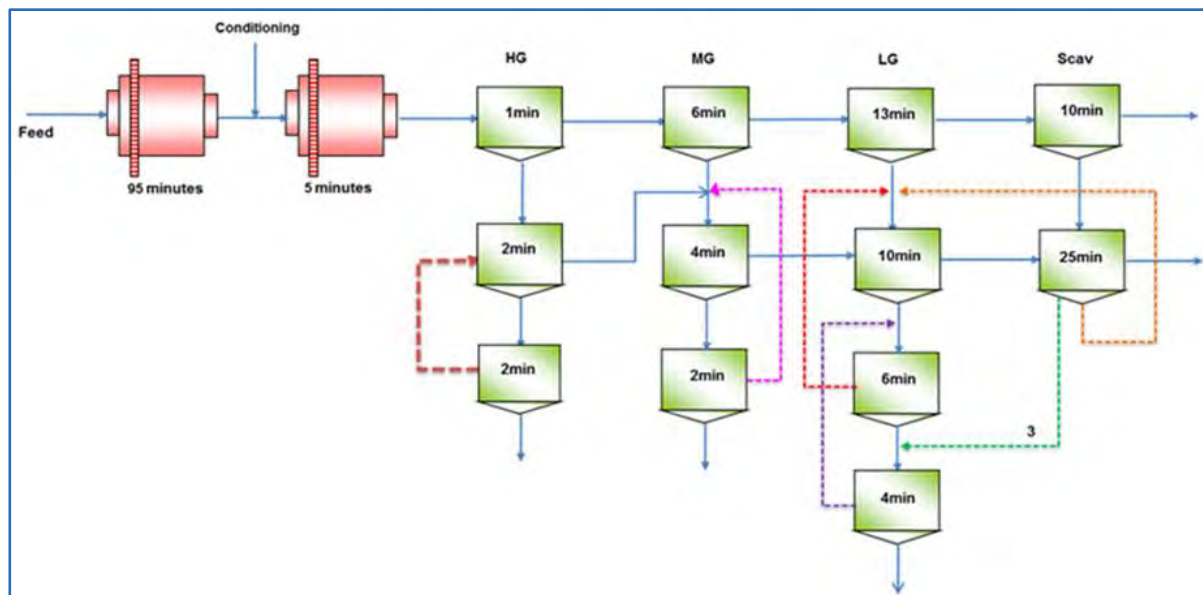 Conditioning
HG
MG
LG
Scav
1min
6min
13min
10min
Feed
95 minutes
5 minutes
2min
4min
10min
25min
2min
2min
6min
3
4min